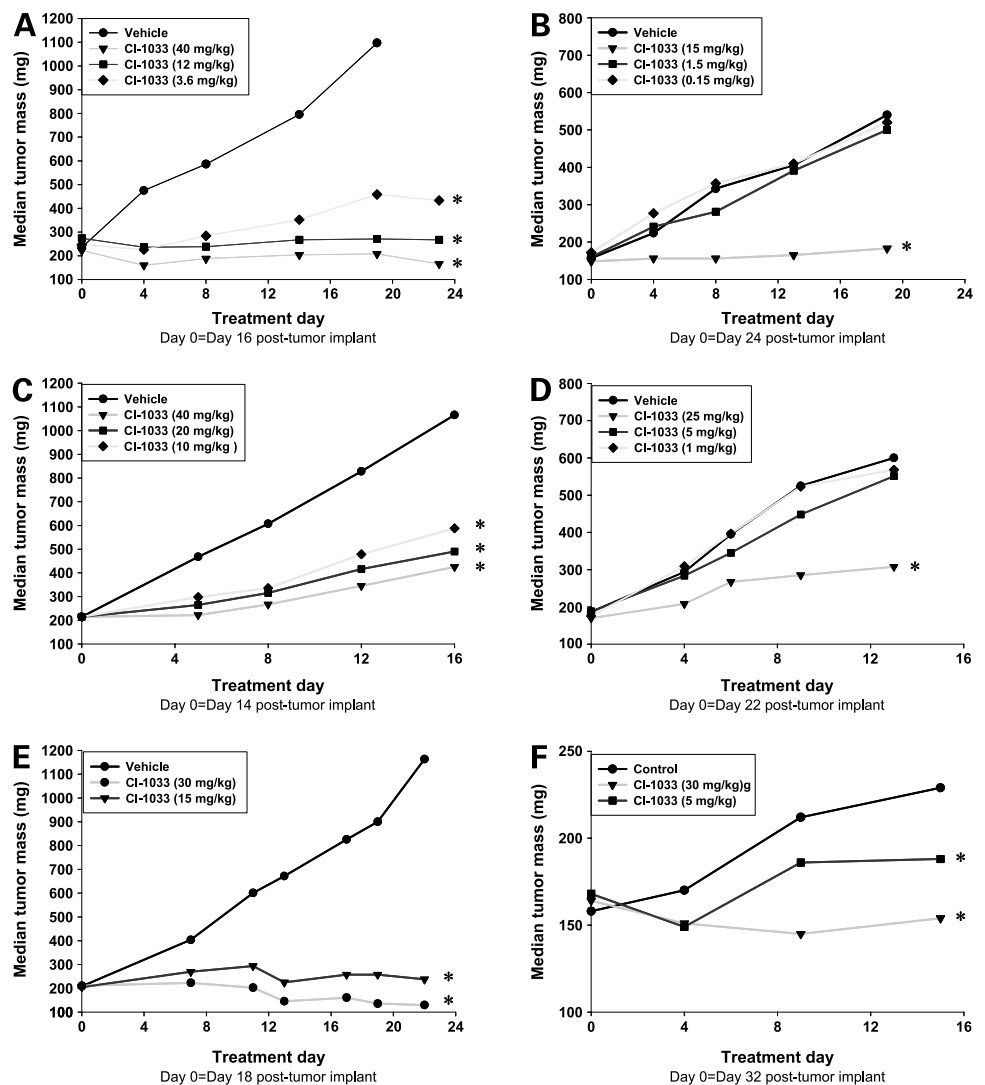 A
Median tumor mass (mg)
1200
1100
1000
900
800
700
600
500
400
300
200
100
Vehicle
CI-1033 (40 mg/kg)
CI-1033 (12 mg/kg)
CI-1033 (3.6 mg/kg)
*
*
*
0 4 8 12 16 20 24
Treatment day
Day 0=Day 16 post-tumor implant
B
Median tumor mass (mg)
800
700
600
500
400
300
200
100
Vehicle
CI-1033 (15 mg/kg)
CI-1033 (1.5 mg/kg)
CI-1033 (0.15 mg/kg)
*
0 4 8 12 16 20 24
Treatment day
Day 0=Day 24 post-tumor implant
C
Median tumor mass (mg)
1200
1100
1000
900
800
700
600
500
400
300
200
100
Vehicle
CI-1033 (40 mg/kg)
CI-1033 (20 mg/kg)
CI-1033 (10 mg/kg )
*
*
*
0 4 8 12 16
Treatment day
Day 0=Day 14 post-tumor implant
D
Median tumor mass (mg)
800
700
600
500
400
300
200
100
Vehicle
CI-1033 (25 mg/kg)
CI-1033 (5 mg/kg)
CI-1033 (1 mg/kg)
*
0 4 8 12 16
Treatment day
Day 0=Day 22 post-tumor implant
E
Median tumor mass (mg)
1200
1100
1000
900
800
700
600
500
400
300
200
100
Vehicle
CI-1033 (30 mg/kg)
CI-1033 (15 mg/kg)
*
*
0 4 8 12 16 20 24
Treatment day
Day 0=Day 18 post-tumor implant
F
Median tumor mass (mg)
250
200
150
100
Control
CI-1033 (30 mg/kg)g
CI-1033 (5 mg/kg)
*
*
0 4 8 12 16
Treatment day
Day 0=Day 32 post-tumor implant